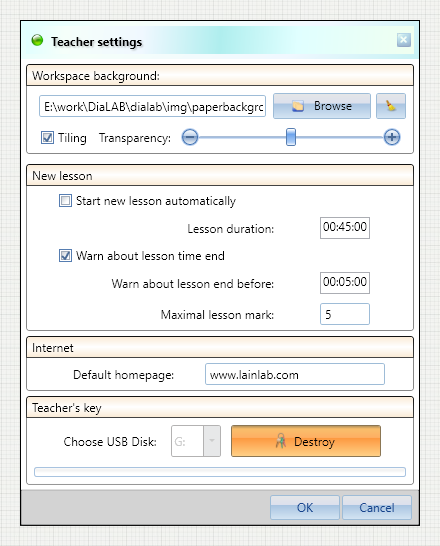 Teacher settings
Workspace background:
E:\work\DiaLAB\dialab\img\paperbackgrc
Browse
Tiling Transparency:
New lesson
Start new lesson automatically
Lesson duration: 00:45:00
Warn about lesson time end
Warn about lesson end before: 00:05:00
Maximal lesson mark: 5
Internet
Default homepage: www.lainlab.com
Teacher's key
Choose USB Disk: G: Destroy
OK Cancel